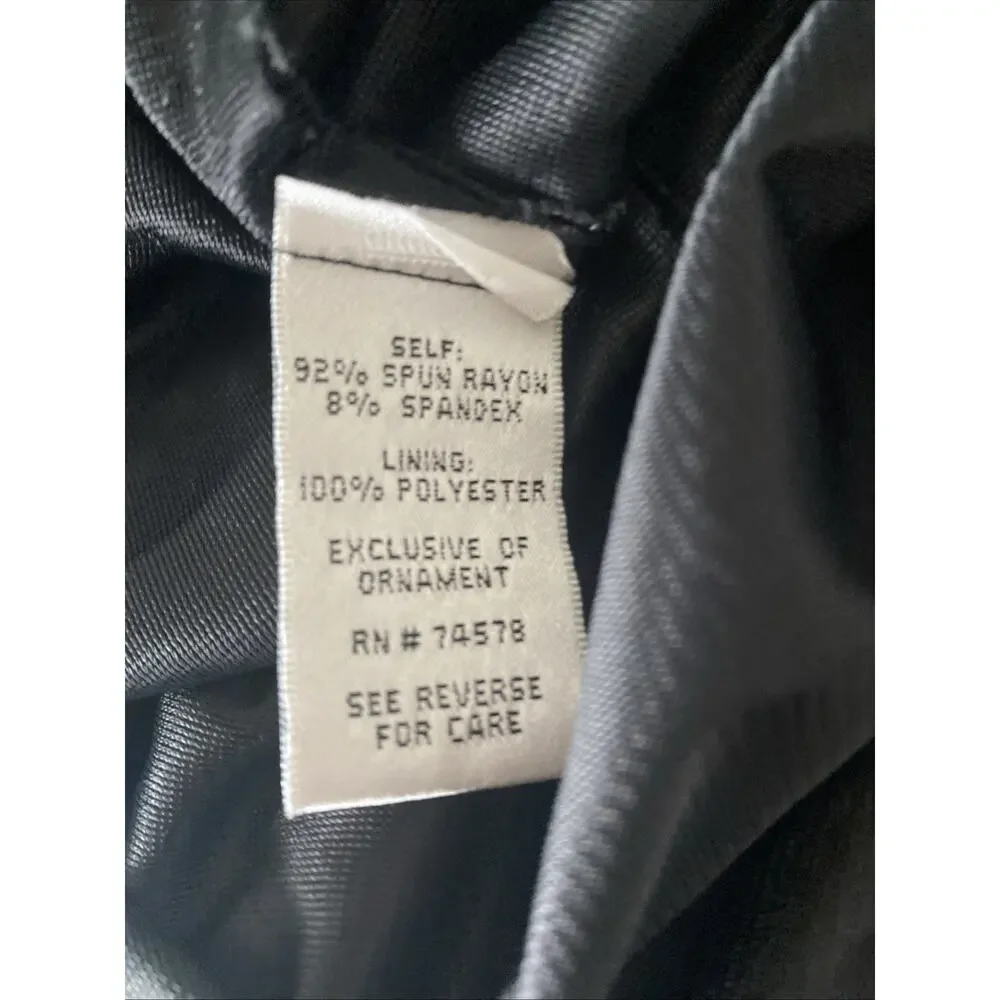 SELF:
92% SPUN RAYON
8% SPANDEX
LINING:
100% POLYESTER
EXCLUSIVE OF
ORNAMENT
RN # 74578
SEE REVERSE
FOR CARE